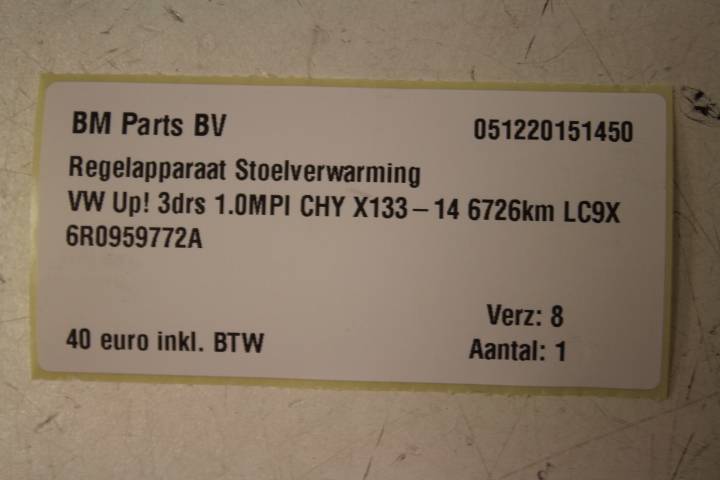 BM Parts BV 051220151450
Regelapparaat Stoelverwarming
VW Up! 3drs 1.0MPI CHY X133-14 6726km LC9X
6R0959772A
Verz: 8
40 euro inkl. BTW Aantal: 1